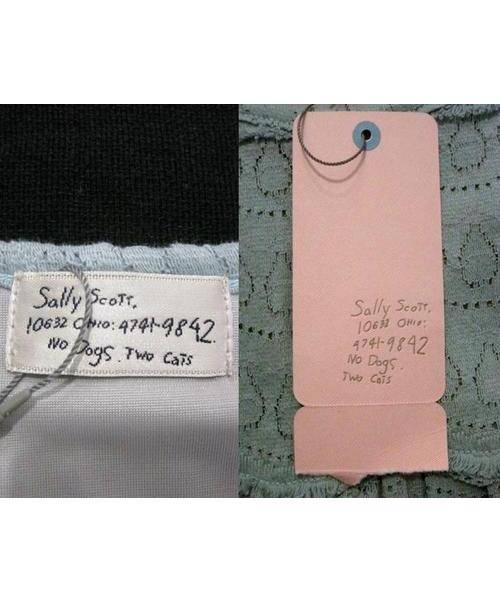 Sally Scott.
10632 OHIO: 4741-9842.
No Dogs. Two CaTS
Sally Scott.
10632 OHIO:
4741-9842
No Dogs.
Two CaTS